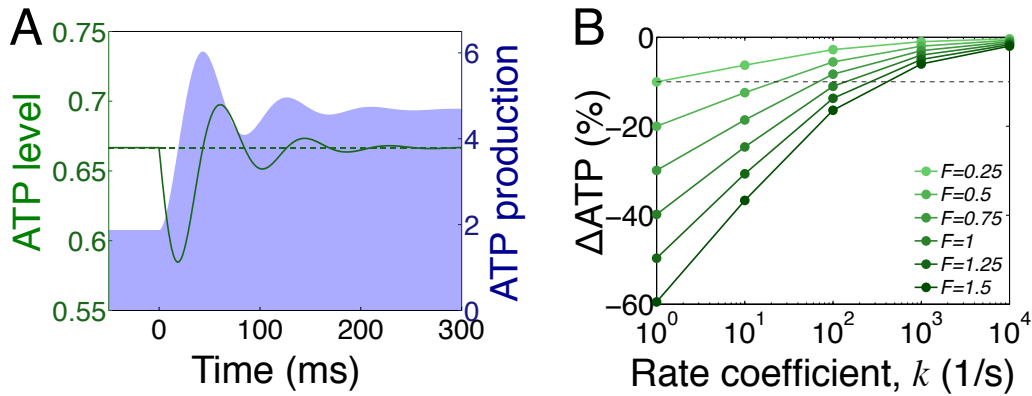 A
ATP level
0.75
0.7
0.65
0.6
0.55
0
100
200
300
Time (ms)
6
4
2
0
ATP production
B
ΔATP (%)
0
−20
−40
−60
10^0
10^1
10^2
10^3
10^4
Rate coefficient, k (1/s)
F=0.25
F=0.5
F=0.75
F=1
F=1.25
F=1.5